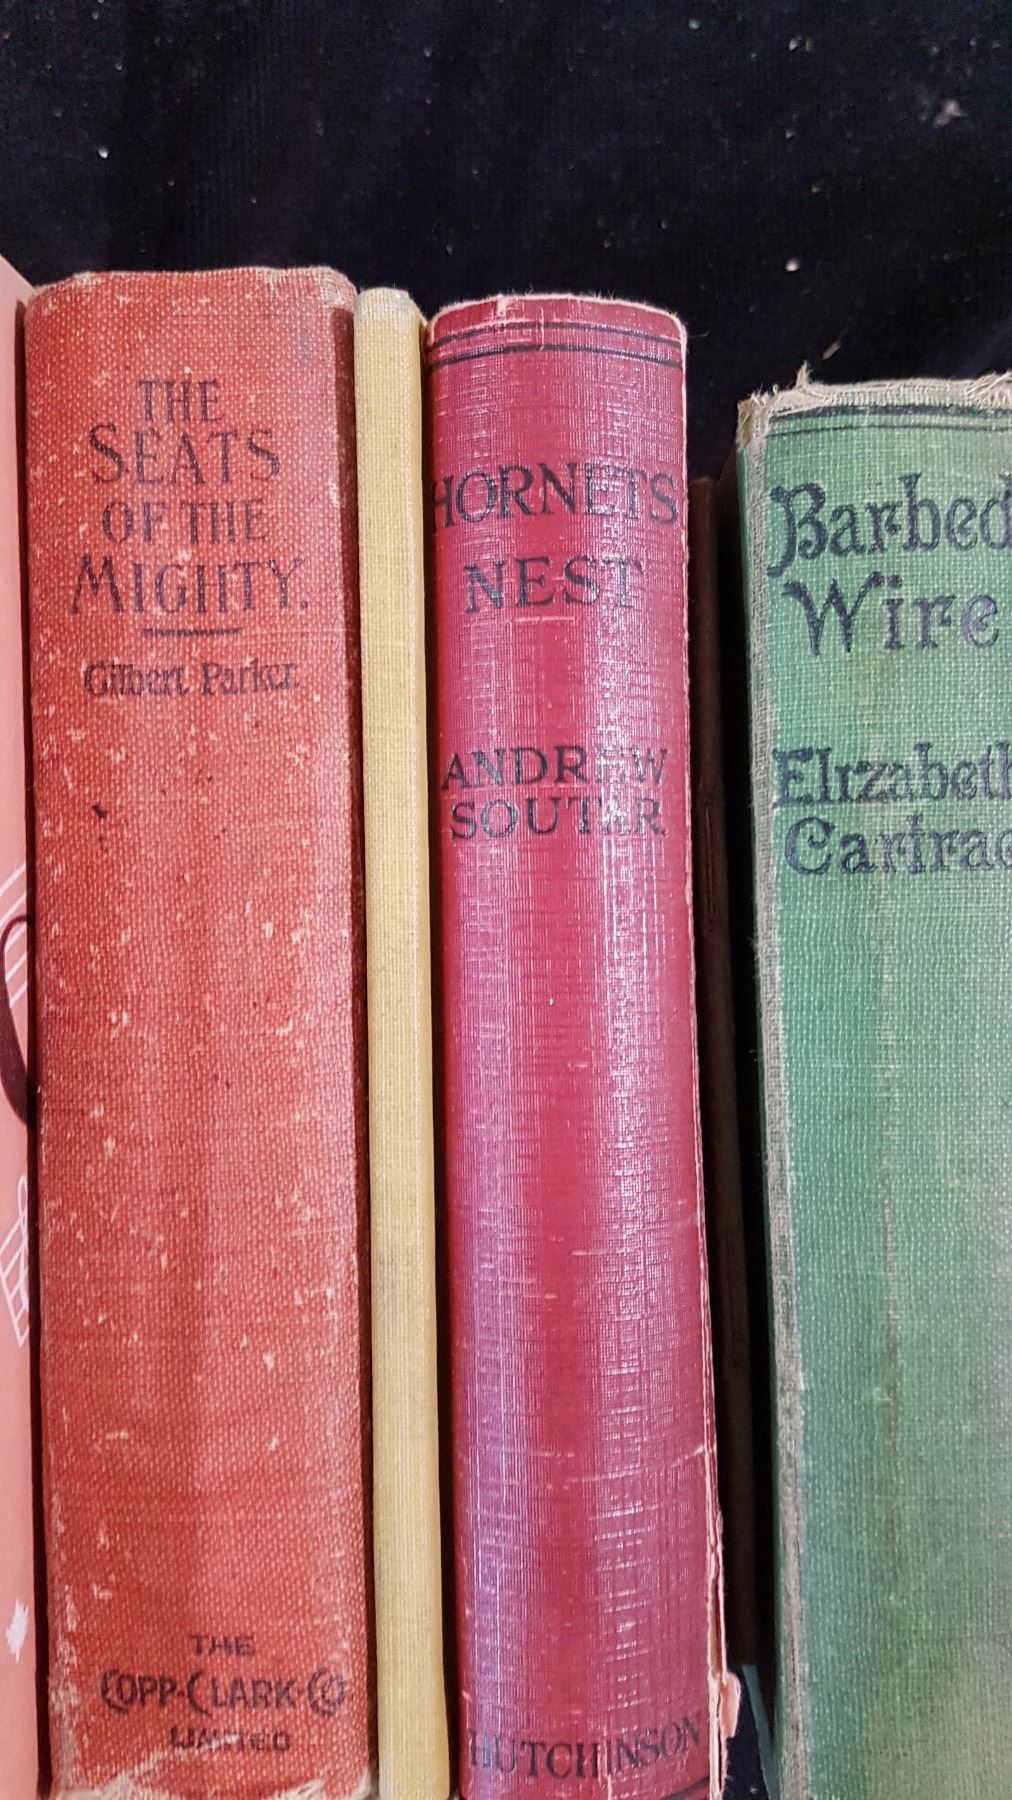 THE
SEATS
OF THE
MIGHTY.
Gilbert Parker.
THE
COPP-CLARK CO.
LIMITED
HORNETS
NEST
ANDREW
SOUTAR
HUTCHINSON
Barbed
Wire
Elizabeth